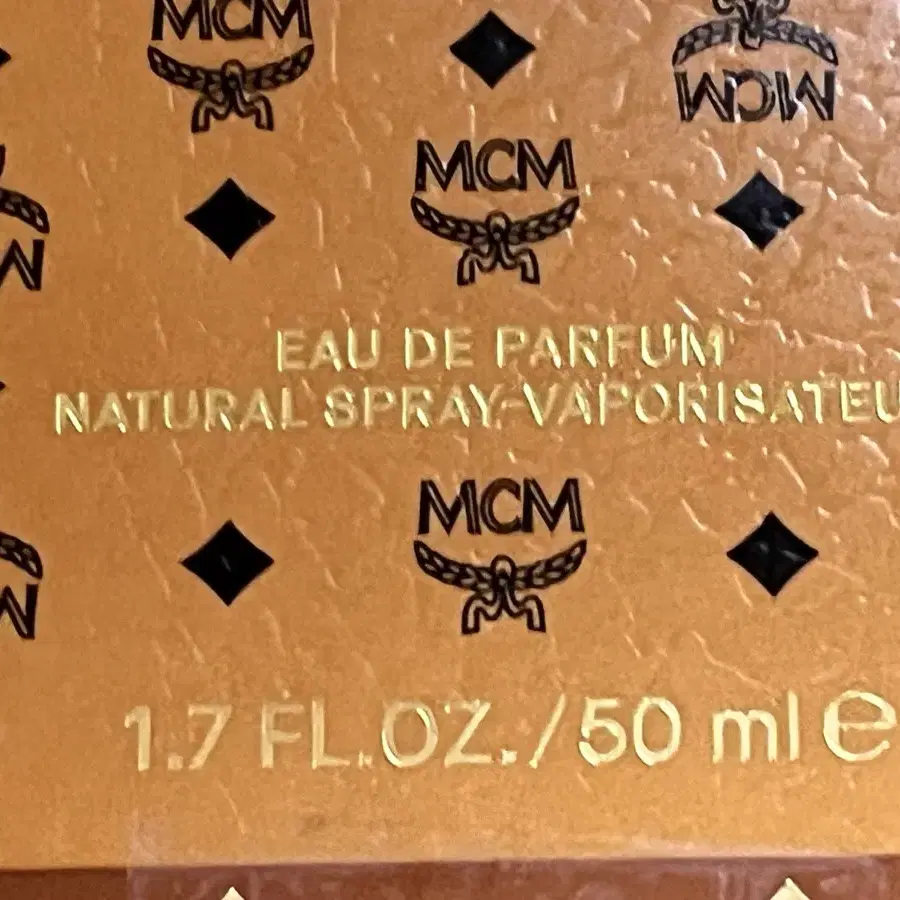 MCM
MCM
MCM
EAU DE PARFUM
NATURAL SPRAY-VAPORISATEU
MCM
1.7 FL.OZ./50 ml e